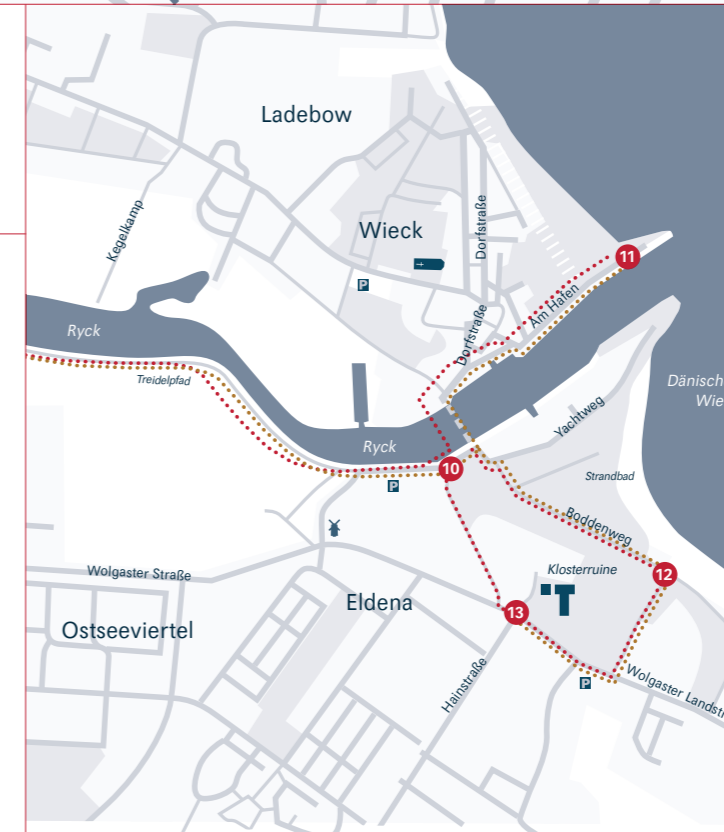 Ladebow
Kegelkamp
Wieck
Dorfstraße
P
11
Am Hafen
Dorfstraße
Ryck
Treidelpfad
Dänisch
Wie
Yachtweg
Ryck
10
Strandbad
P
Boddenweg
Wolgaster Straße
Klosterruine
12
Eldena
13
Ostseeviertel
Hainstraße
P
Wolgaster Landstr